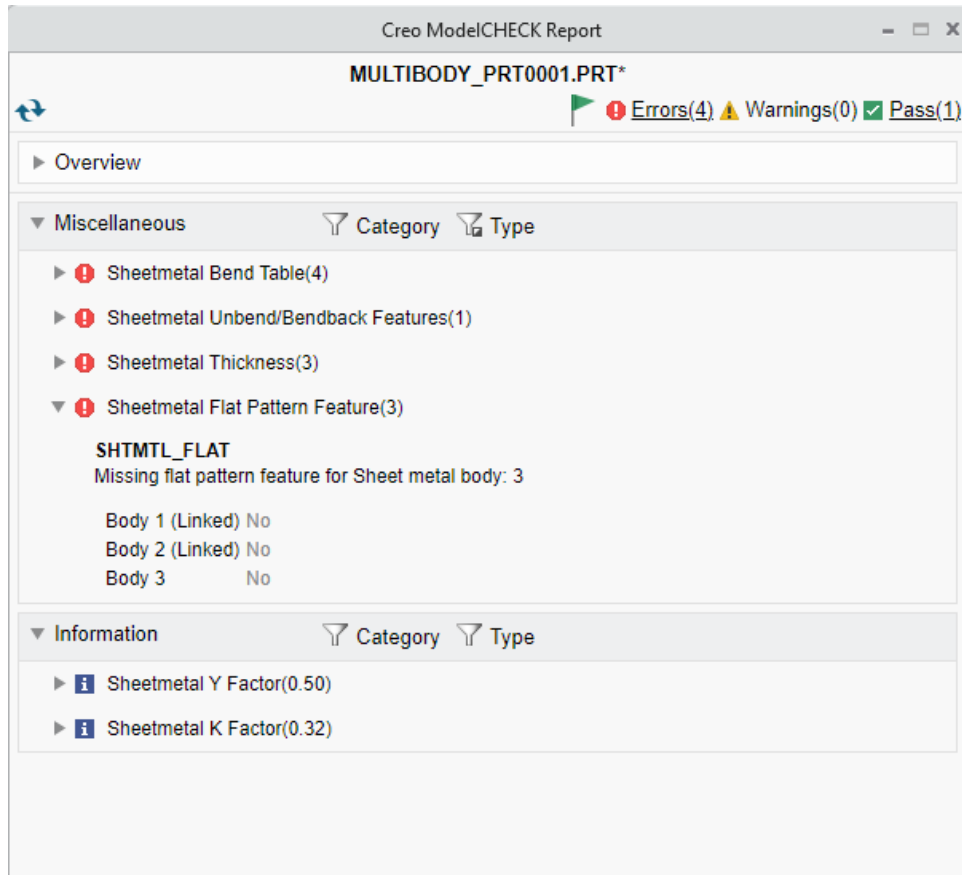 Creo ModelCHECK Report
MULTIBODY_PRT0001.PRT*
Errors(4) Warnings(0) Pass(1)
Overview
Miscellaneous Category Type
Sheetmetal Bend Table(4)
Sheetmetal Unbend/Bendback Features(1)
Sheetmetal Thickness(3)
Sheetmetal Flat Pattern Feature(3)
SHTMTL_FLAT
Missing flat pattern feature for Sheet metal body: 3
Body 1 (Linked) No
Body 2 (Linked) No
Body 3 No
Information Category Type
Sheetmetal Y Factor(0.50)
Sheetmetal K Factor(0.32)